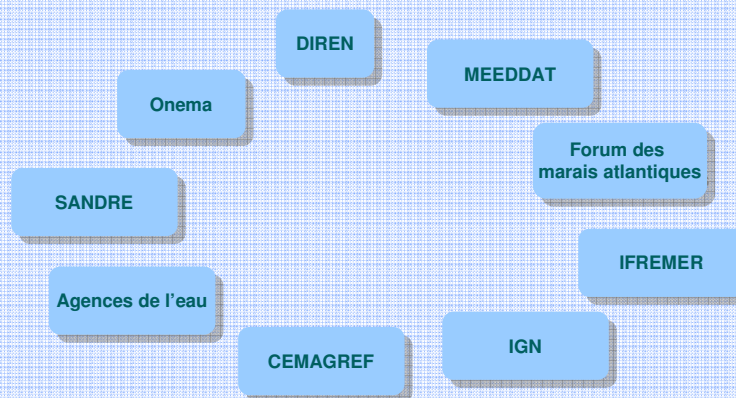 DIREN
MEEDDAT
Onema
Forum des
marais atlantiques
SANDRE
IFREMER
Agences de l'eau
IGN
CEMAGREF